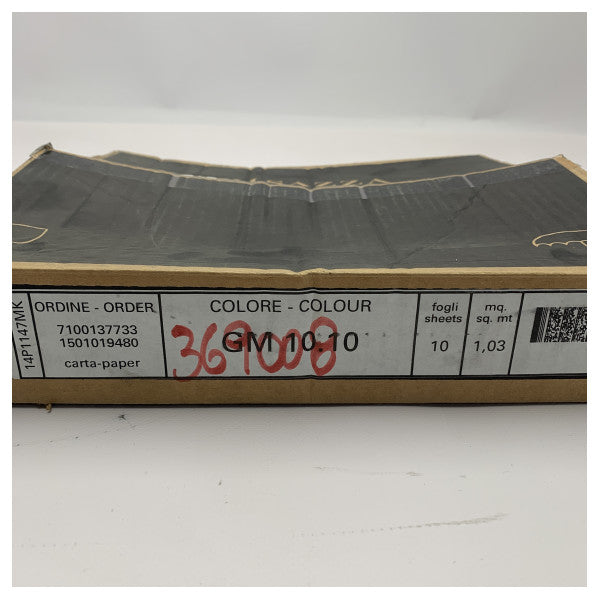 14P1147MK
ORDINE - ORDER
7100137733
1501019480
carta-paper
COLORE - COLOUR
GM 10.10
369008
fogli
sheets
10
mq.
sq. mt
1,03